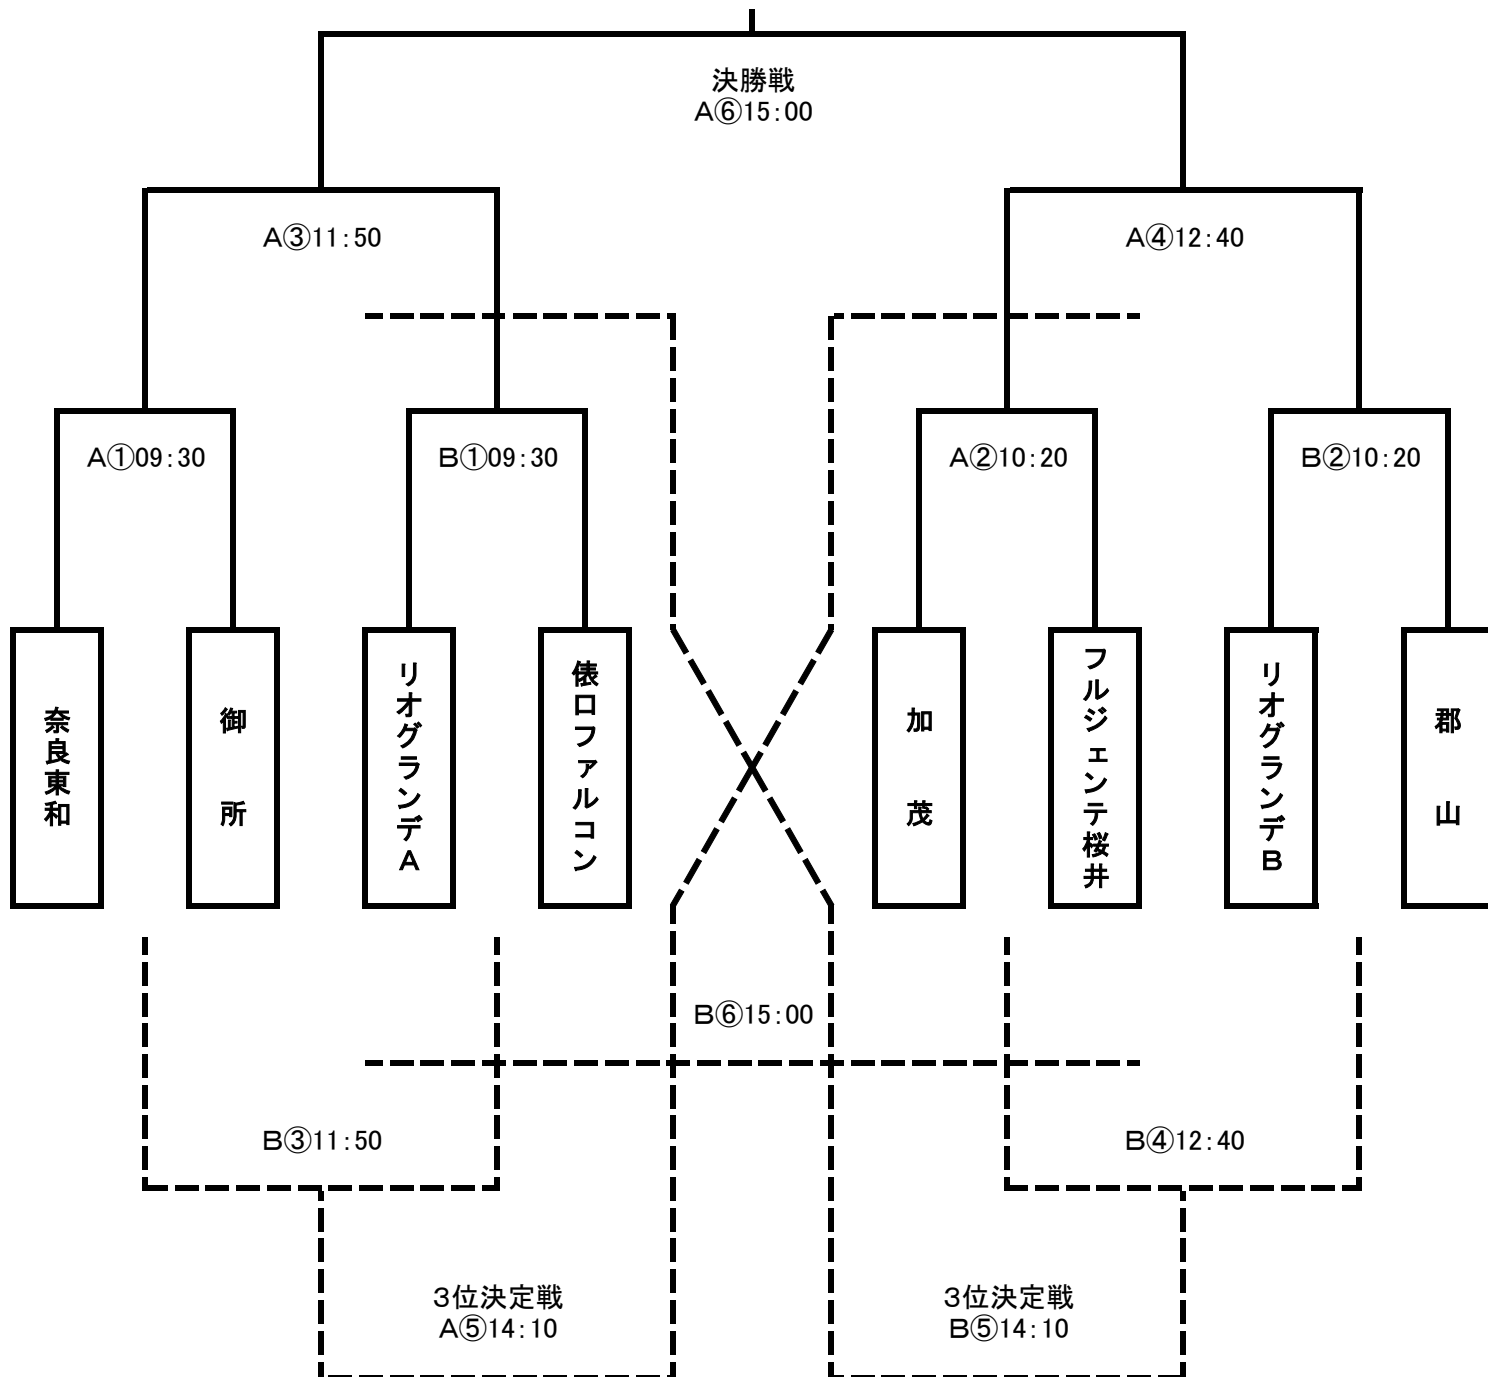 決勝戦
A⑥15:00
A③11:50
A④12:40
A①09:30
B①09:30
A②10:20
B②10:20
奈良東和
御所
リオグランデA
俵口ファルコン
加茂
フルジェンテ桜井
リオグランデB
郡山
B⑥15:00
B③11:50
B④12:40
3位決定戦
A⑤14:10
3位決定戦
B⑤14:10